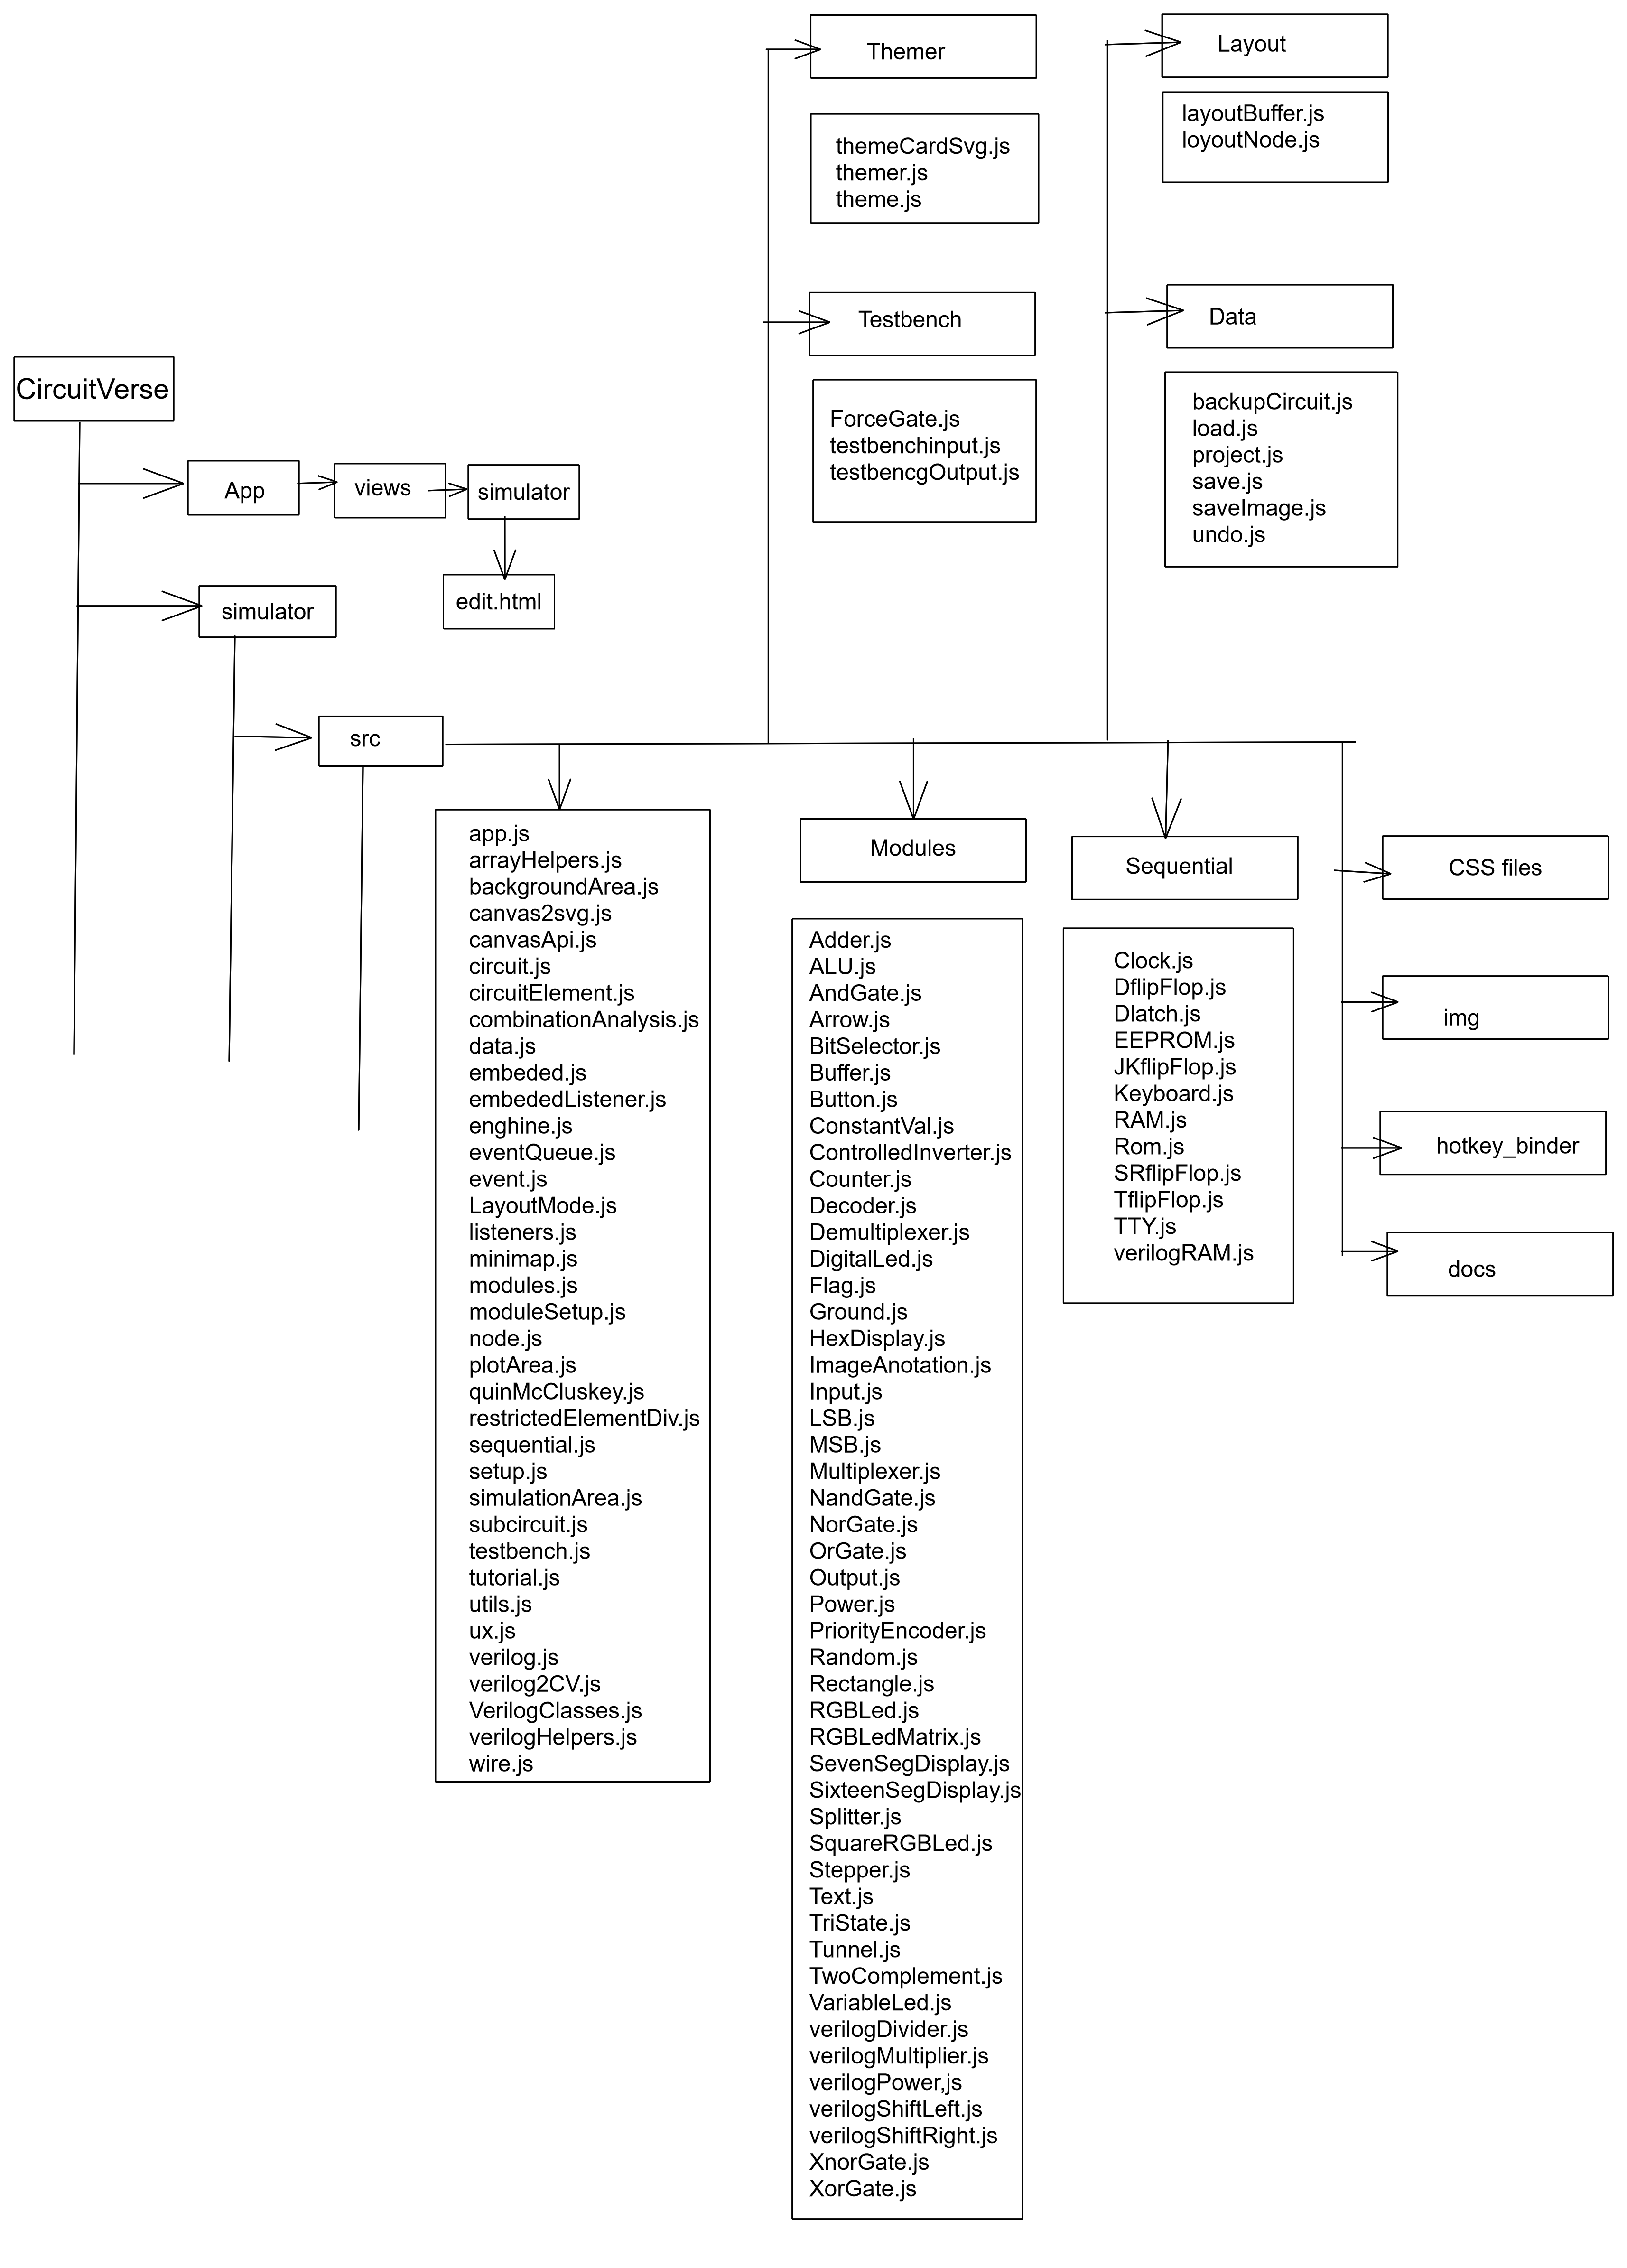 Themer
Layout
themeCardSvg.js
themer.js
theme.js
layoutBuffer.js
loyoutNode.js
Testbench
Data
ForceGate.js
testbenchinput.js
testbencgOutput.js
backupCircuit.js
load.js
project.js
save.js
saveImage.js
undo.js
CircuitVerse
App
views
simulator
edit.html
simulator
src
app.js
arrayHelpers.js
backgroundArea.js
canvas2svg.js
canvasApi.js
circuit.js
circuitElement.js
combinationAnalysis.js
data.js
embeded.js
embededListener.js
enghine.js
eventQueue.js
event.js
LayoutMode.js
listeners.js
minimap.js
modules.js
moduleSetup.js
node.js
plotArea.js
quinMcCluskey.js
restrictedElementDiv.js
sequential.js
setup.js
simulationArea.js
subcircuit.js
testbench.js
tutorial.js
utils.js
ux.js
verilog.js
verilog2CV.js
VerilogClasses.js
verilogHelpers.js
wire.js
Modules
Adder.js
ALU.js
AndGate.js
Arrow.js
BitSelector.js
Buffer.js
Button.js
ConstantVal.js
ControlledInverter.js
Counter.js
Decoder.js
Demultiplexer.js
DigitalLed.js
Flag.js
Ground.js
HexDisplay.js
ImageAnotation.js
Input.js
LSB.js
MSB.js
Multiplexer.js
NandGate.js
NorGate.js
OrGate.js
Output.js
Power.js
PriorityEncoder.js
Random.js
Rectangle.js
RGBLed.js
RGBLedMatrix.js
SevenSegDisplay.js
SixteenSegDisplay.js
Splitter.js
SquareRGBLed.js
Stepper.js
Text.js
TriState.js
Tunnel.js
TwoComplement.js
VariableLed.js
verilogDivider.js
verilogMultiplier.js
verilogPower,js
verilogShiftLeft.js
verilogShiftRight.js
XnorGate.js
XorGate.js
Sequential
Clock.js
DflipFlop.js
Dlatch.js
EEPROM.js
JKflipFlop.js
Keyboard.js
RAM.js
Rom.js
SRflipFlop.js
TflipFlop.js
TTY.js
verilogRAM.js
CSS files
img
hotkey_binder
docs